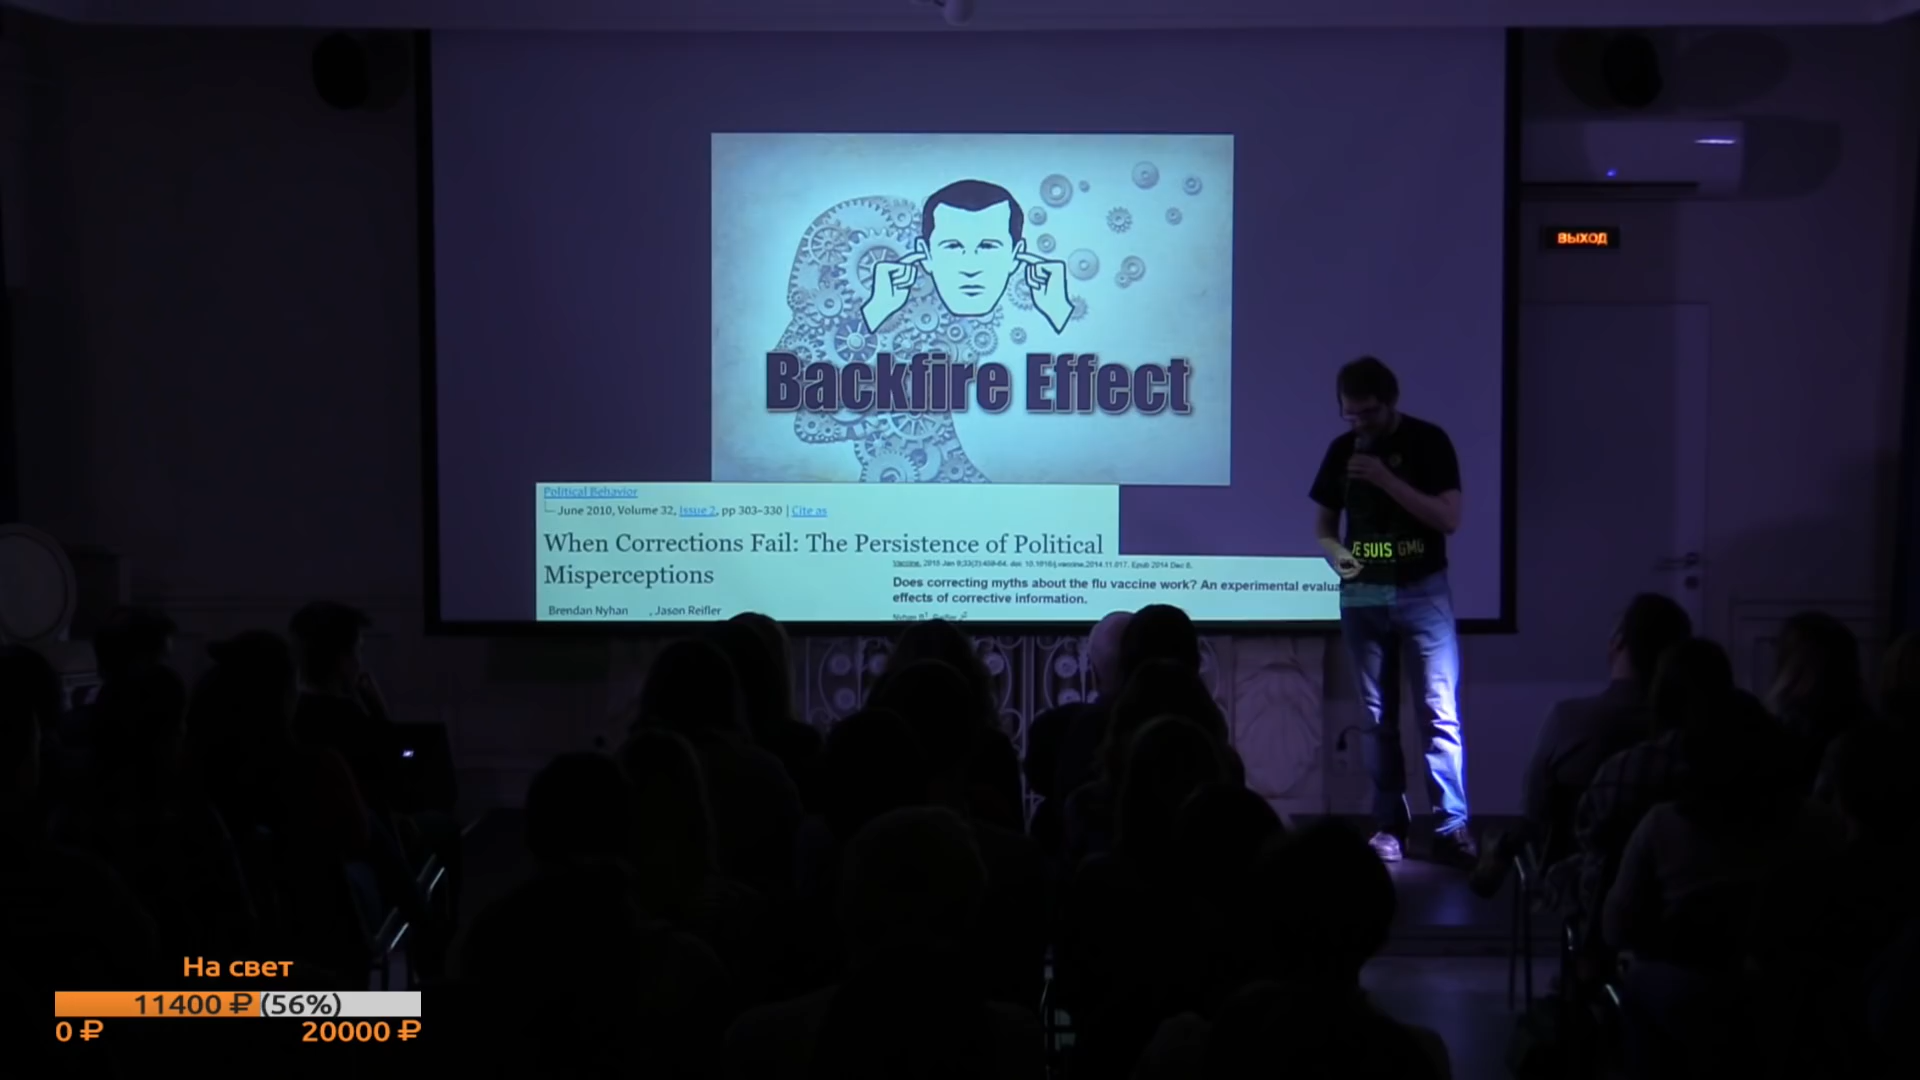 ВЫХОД
Backfire Effect
Political Behavior
June 2010, Volume 32, Issue 2, pp 303–330 | Cite as
When Corrections Fail: The Persistence of Political
Misperceptions
Brendan Nyhan , Jason Reifler
Does correcting myths about the flu vaccine work? An experimental evalua
effects of corrective information.
JE SUIS GMO
На свет
11400 ₽ (56%)
0 ₽ 20000 ₽